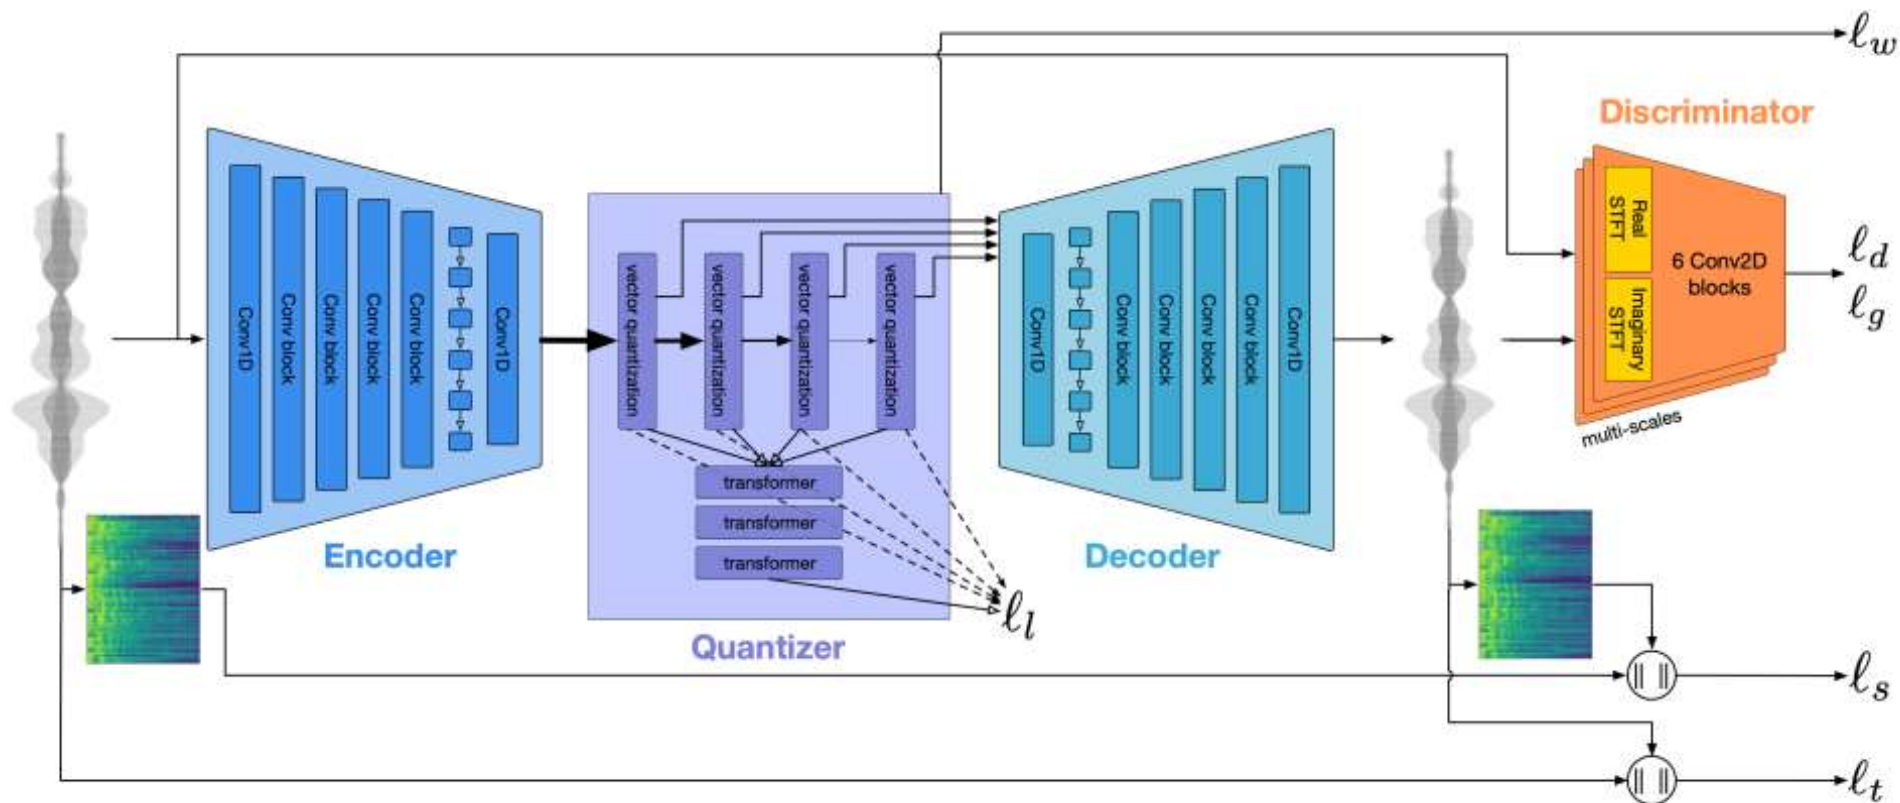 ℓw
Discriminator
Real
STFT
Imaginary
STFT
6 Conv2D
blocks
multi-scales
ℓd
ℓg
Conv1D
Conv block
Conv block
Conv block
Conv block
Conv1D
Encoder
vector quantization
vector quantization
vector quantization
vector quantization
transformer
transformer
transformer
Quantizer
ℓl
Conv1D
Conv block
Conv block
Conv block
Conv block
Conv1D
Decoder
|| ||
ℓs
|| ||
ℓt